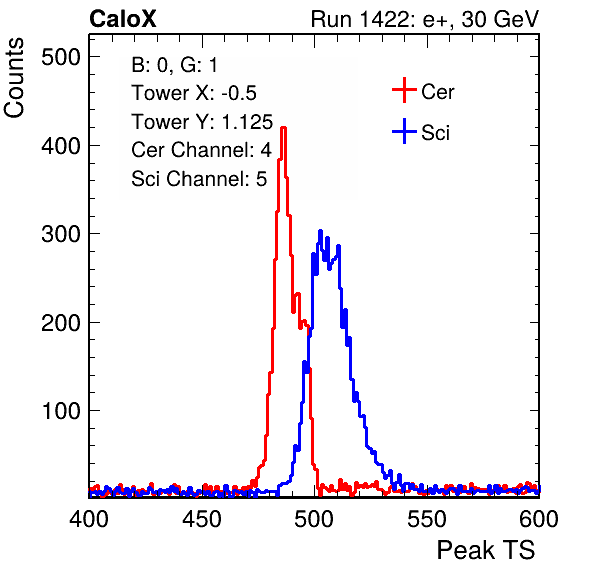 CaloX
Run 1422: e+, 30 GeV
Counts
500
400
300
200
100
B: 0, G: 1
Tower X: -0.5
Tower Y: 1.125
Cer Channel: 4
Sci Channel: 5
Cer
Sci
400
450
500
550
600
Peak TS